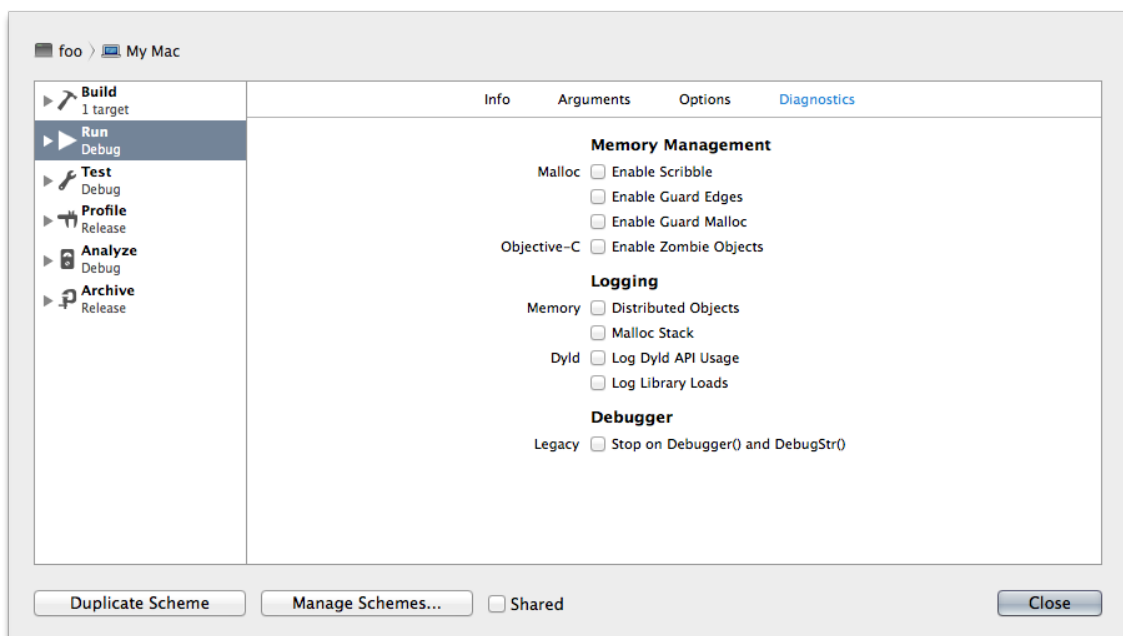 foo 〉 My Mac
Build
1 target
Run
Debug
Test
Debug
Profile
Release
Analyze
Debug
Archive
Release
Info Arguments Options Diagnostics
Memory Management
Malloc Enable Scribble
Enable Guard Edges
Enable Guard Malloc
Objective-C Enable Zombie Objects
Logging
Memory Distributed Objects
Malloc Stack
Dyld Log Dyld API Usage
Log Library Loads
Debugger
Legacy Stop on Debugger() and DebugStr()
Duplicate Scheme Manage Schemes... Shared Close